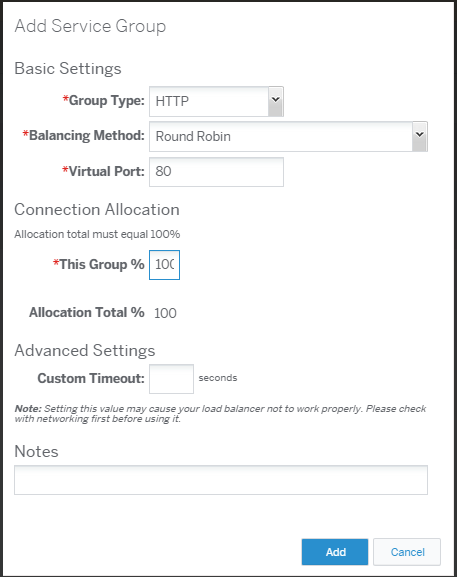 Add Service Group
Basic Settings
*Group Type: HTTP
*Balancing Method: Round Robin
*Virtual Port: 80
Connection Allocation
Allocation total must equal 100%
*This Group % 100
Allocation Total % 100
Advanced Settings
Custom Timeout: seconds
Note: Setting this value may cause your load balancer not to work properly. Please check
with networking first before using it.
Notes
Add Cancel